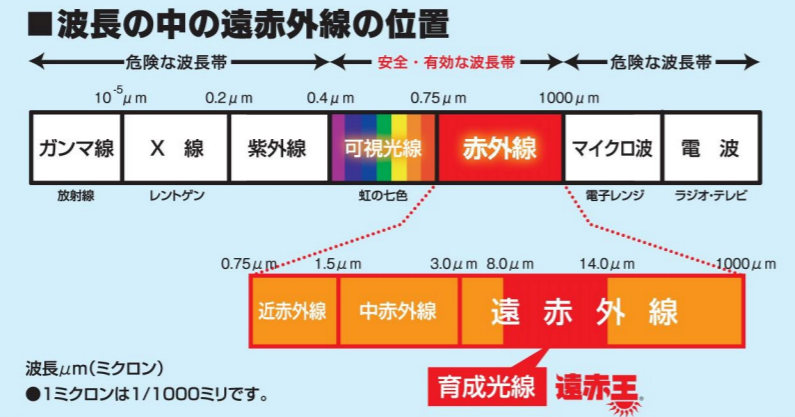 ■波長の中の遠赤外線の位置
危険な波長帯 安全・有効な波長帯 危険な波長帯
10-5μm 0.2μm 0.4μm 0.75μm 1000μm
ガンマ線 X 線 紫外線 可視光線 赤外線 マイクロ波 電 波
放射線 レントゲン 虹の七色 電子レンジ ラジオ・テレビ
0.75μm 1.5μm 3.0μm 8.0μm 14.0μm 1000μm
近赤外線 中赤外線 遠 赤 外 線
波長μm(ミクロン)
育成光線 遠赤王®
●1ミクロンは1/1000ミリです。